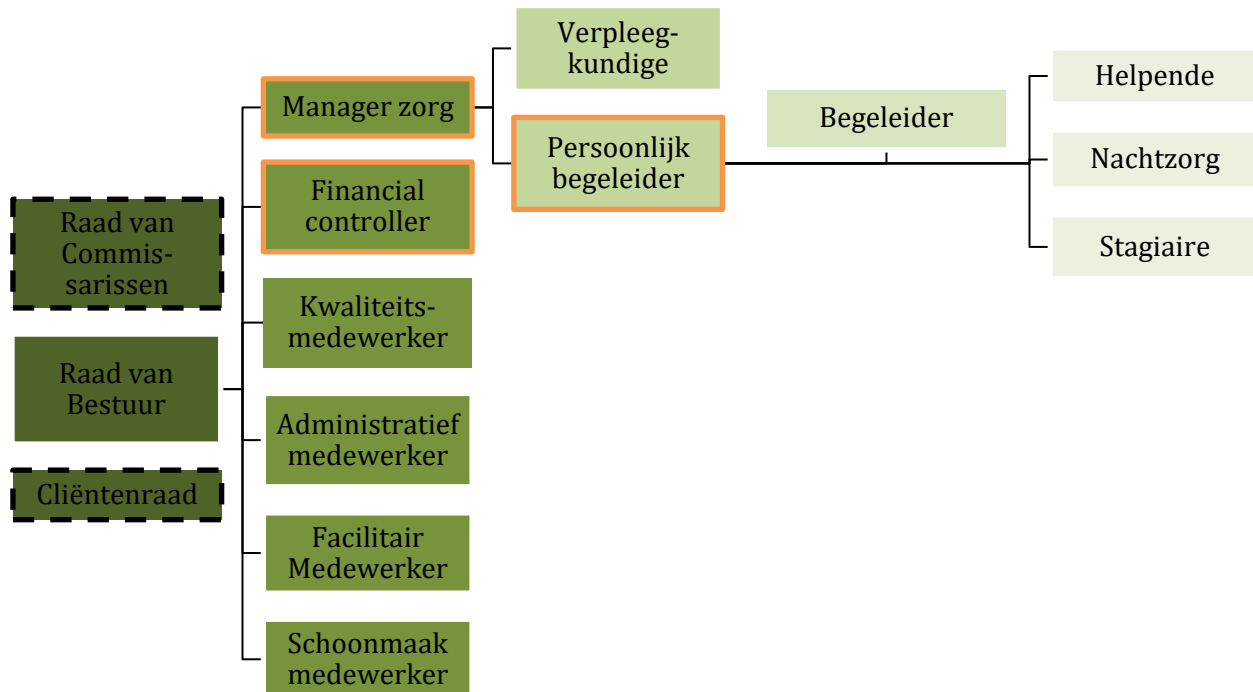 Raad van
Commis-
sarissen
Raad van
Bestuur
Cliëntenraad
Manager zorg
Financial
controller
Kwaliteits-
medewerker
Administratief
medewerker
Facilitair
Medewerker
Schoonmaak
medewerker
Verpleeg-
kundige
Persoonlijk
begeleider
Begeleider
Helpende
Nachtzorg
Stagiaire